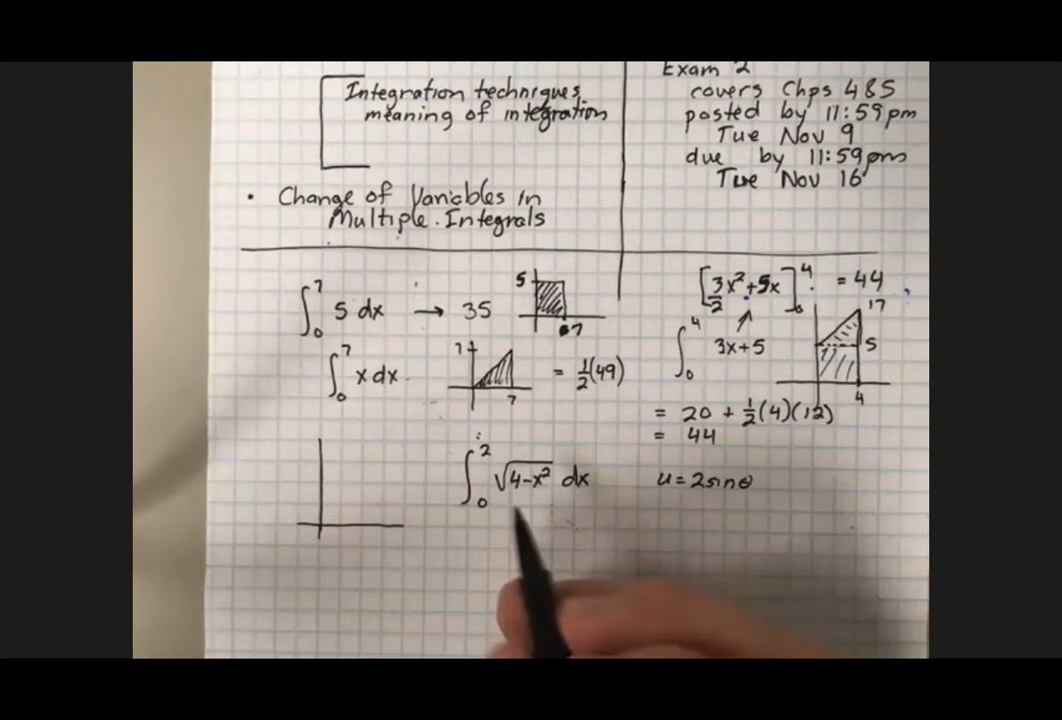 Integration techniques,
meaning of integration
• Change of Variables in
Multiple Integrals
Exam 2
covers Chps 4&5
posted by 11:59pm
Tue Nov 9
due by 11:59pm
Tue Nov 16
∫₀⁷ 5 dx → 35
5
7
∫₀⁷ x dx
7
7
= ½(49)
[3/2 x² + 5x]₀⁴ = 44
∫₀⁴ 3x+5
17
5
4
= 20 + ½(4)(12)
= 44
∫₀² √(4-x²) dx
u = 2sinθ